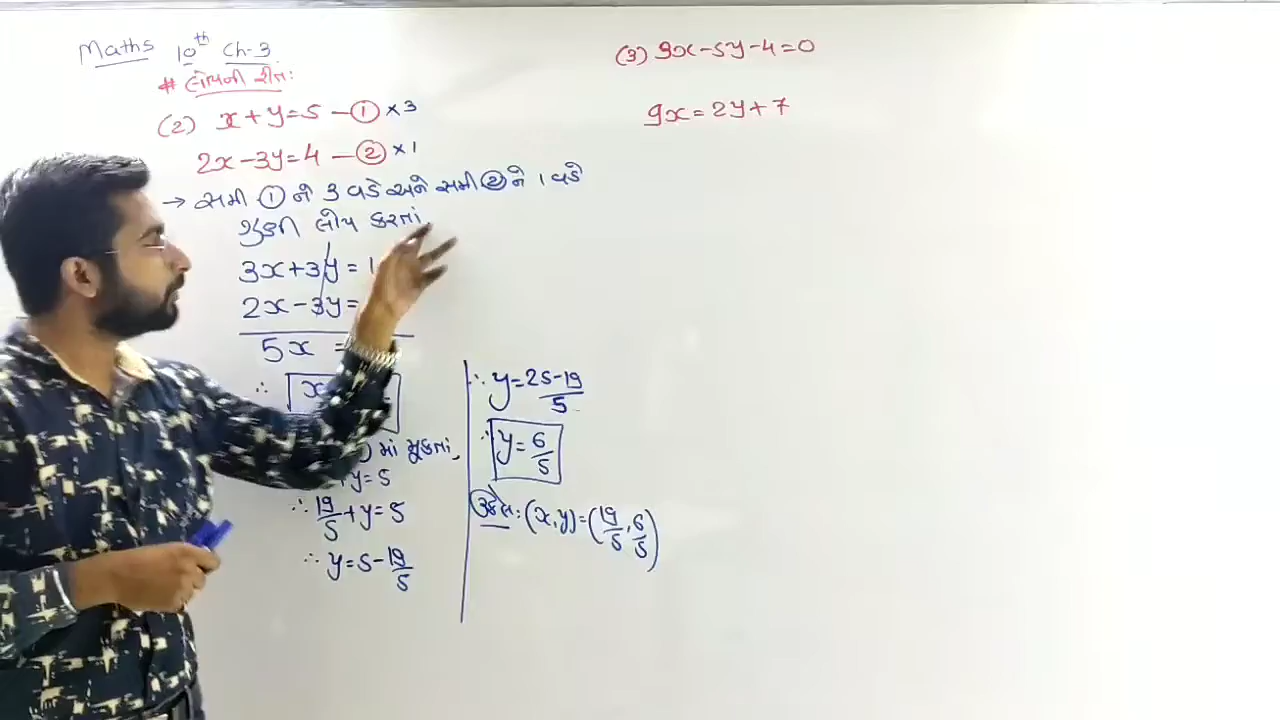 Maths 10th Ch-3
# લોપની રીત:
(2) x+y=5 -① ×3
2x-3y=4 -② ×1
→ સમી ① ને 3 વડે અને સમી ② ને 1 વડે
ગુણી લોપ કરતાં
3x+3y = 1
2x-3y=
5x =
∴ x
માં મૂકતાં,
+y=5
∴ 19/5+y=5
∴ y=5-19/5
∴ y=25-19/5
∴ y=6/5
ઉકેલ: (x,y)=(19/5,6/5)
(3) 9x-5y-4=0
9x=2y+7